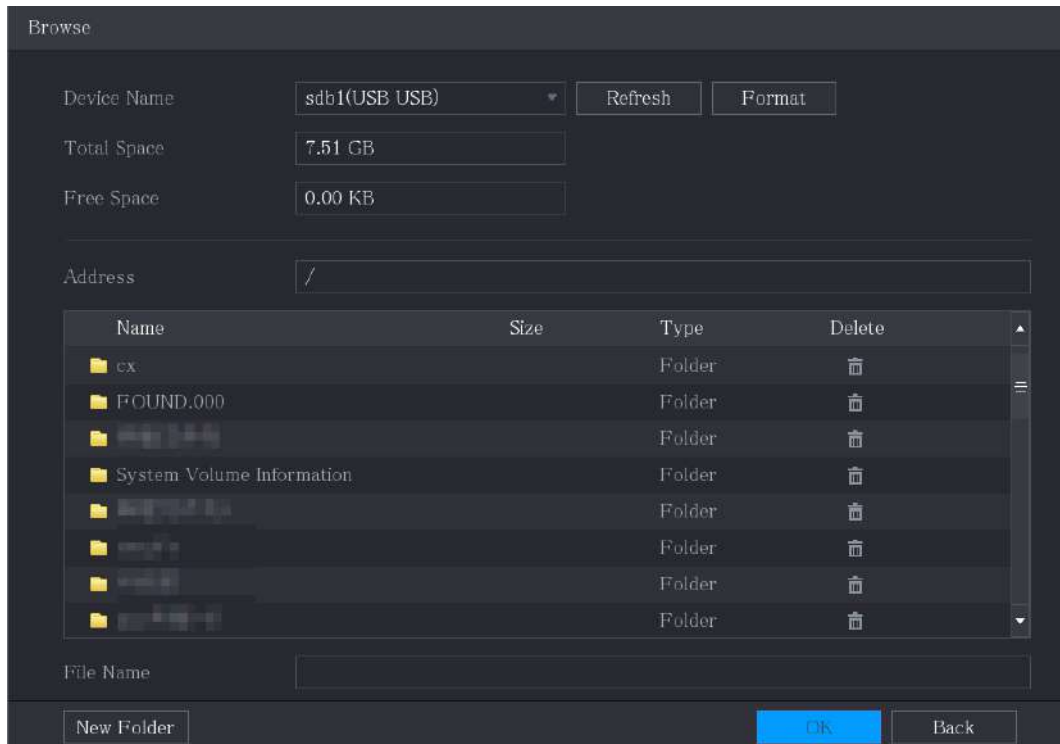 Browse
Device Name sdb1(USB USB) Refresh Format
Total Space 7.51 GB
Free Space 0.00 KB
Address /
Name Size Type Delete
cx Folder
FOUND.000 Folder
Folder
System Volume Information Folder
Folder
Folder
Folder
Folder
File Name
New Folder OK Back